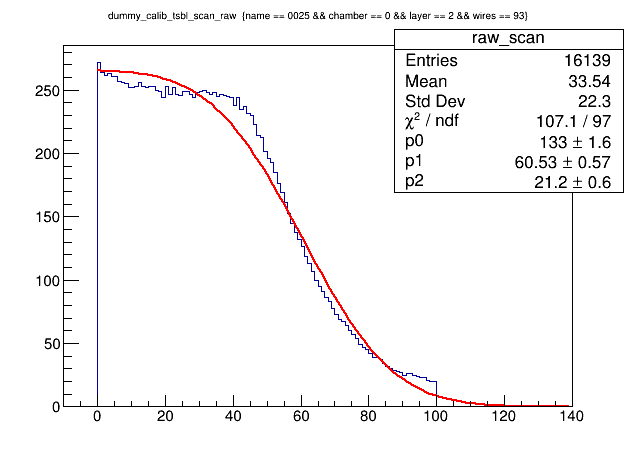 dummy_calib_tsbl_scan_raw {name == 0025 && chamber == 0 && layer == 2 && wires == 93}
raw_scan
Entries 16139
Mean 33.54
Std Dev 22.3
χ² / ndf 107.1 / 97
p0 133 ± 1.6
p1 60.53 ± 0.57
p2 21.2 ± 0.6
250
200
150
100
50
0
0 20 40 60 80 100 120 140